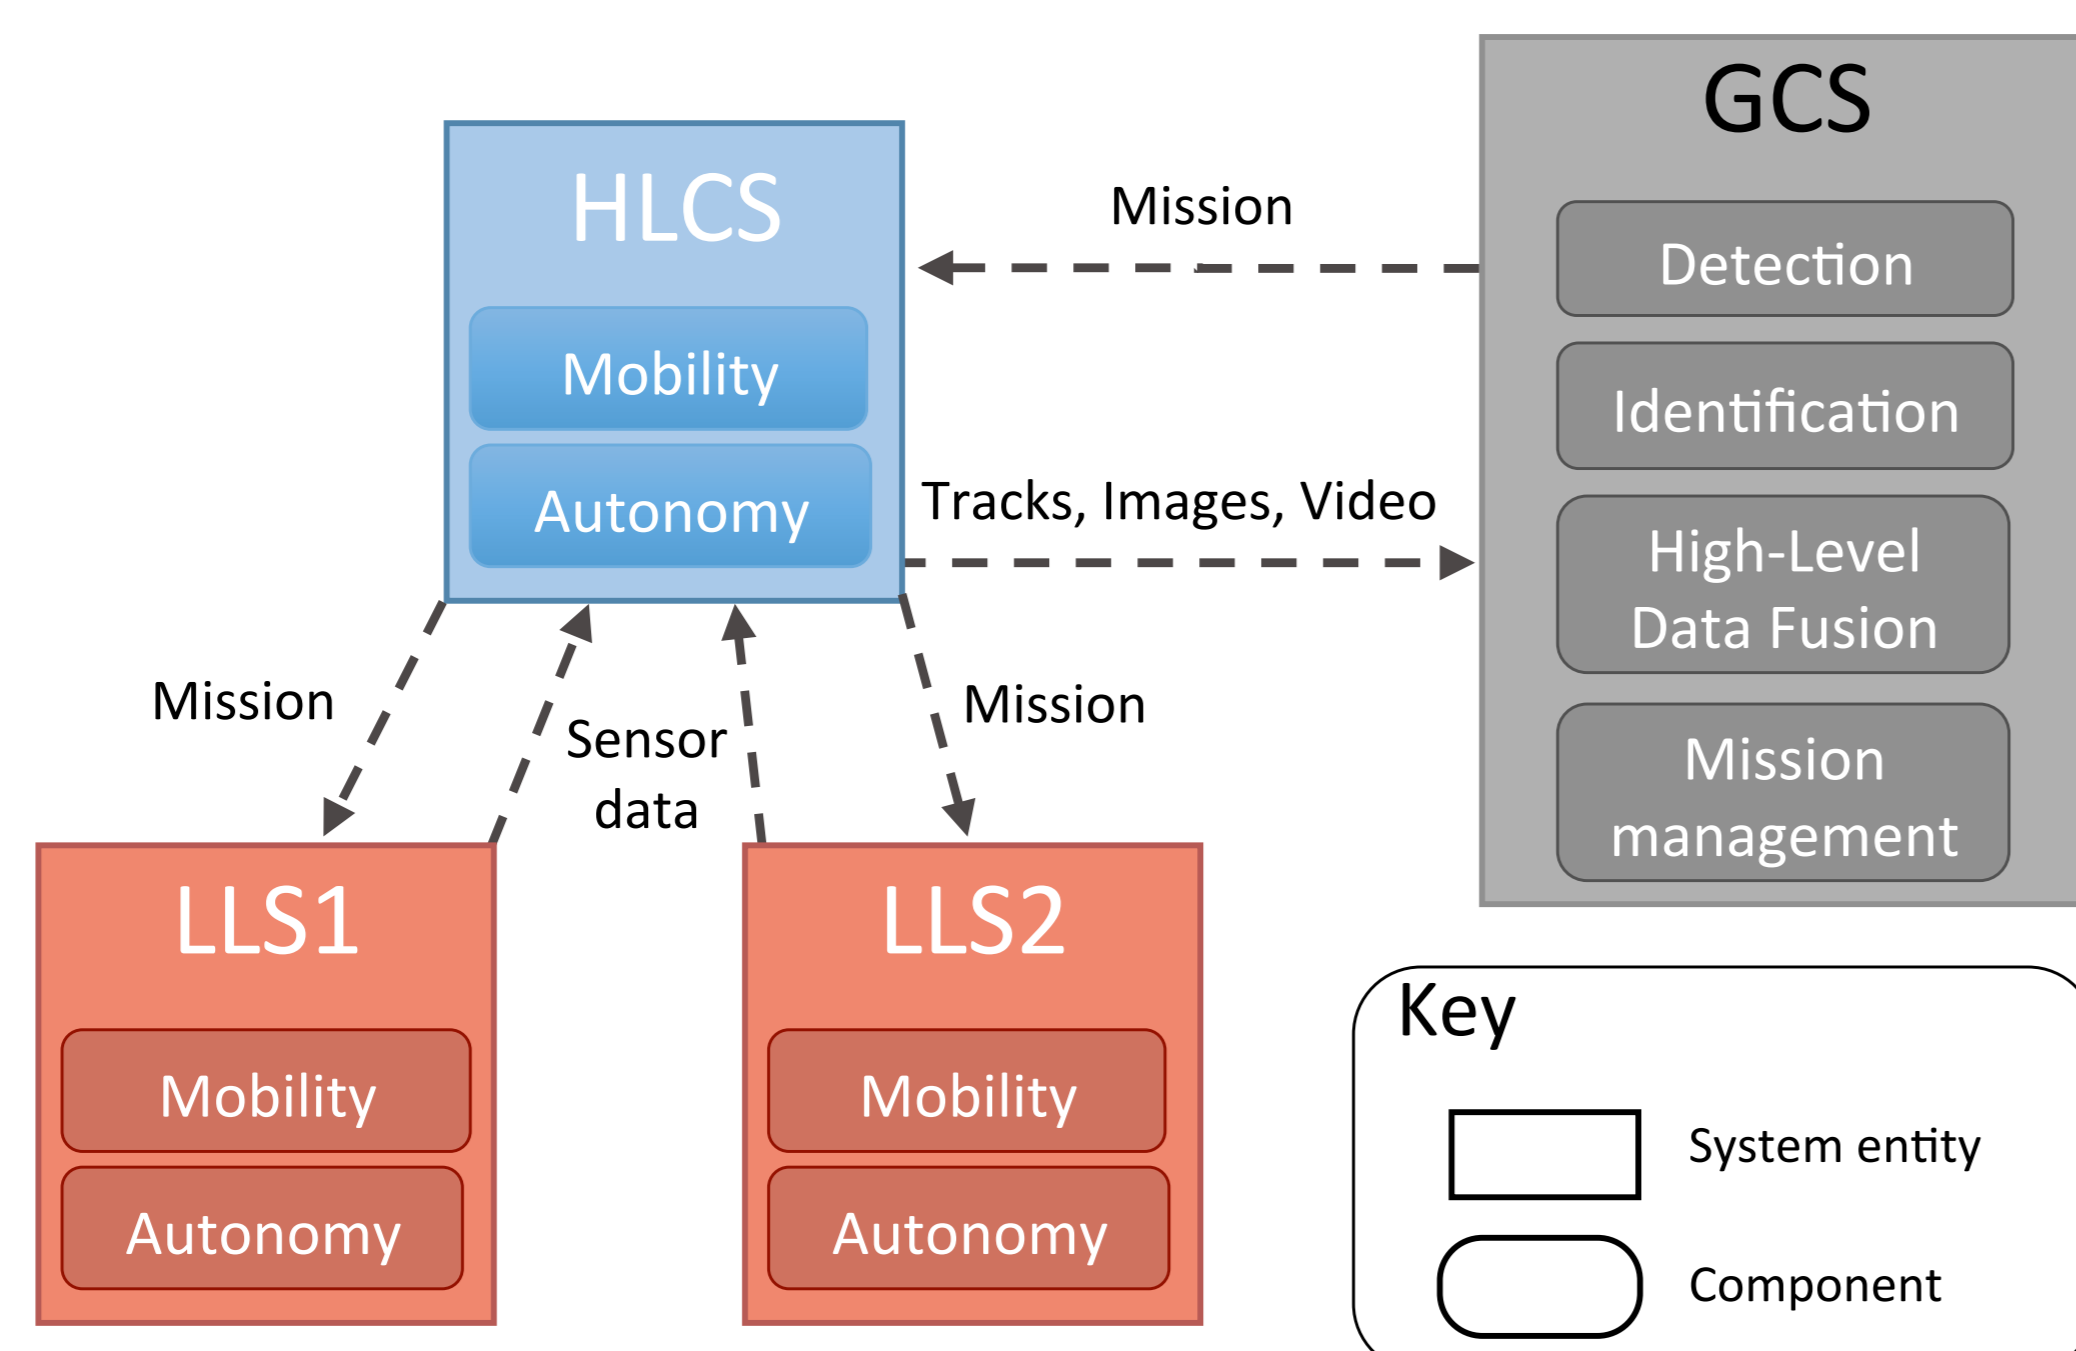 GCS
Detection
Identification
High-Level
Data Fusion
Mission
management
HLCS
Mobility
Autonomy
Mission
Tracks, Images, Video
Mission
Sensor
data
Mission
LLS1
Mobility
Autonomy
LLS2
Mobility
Autonomy
Key
System entity
Component